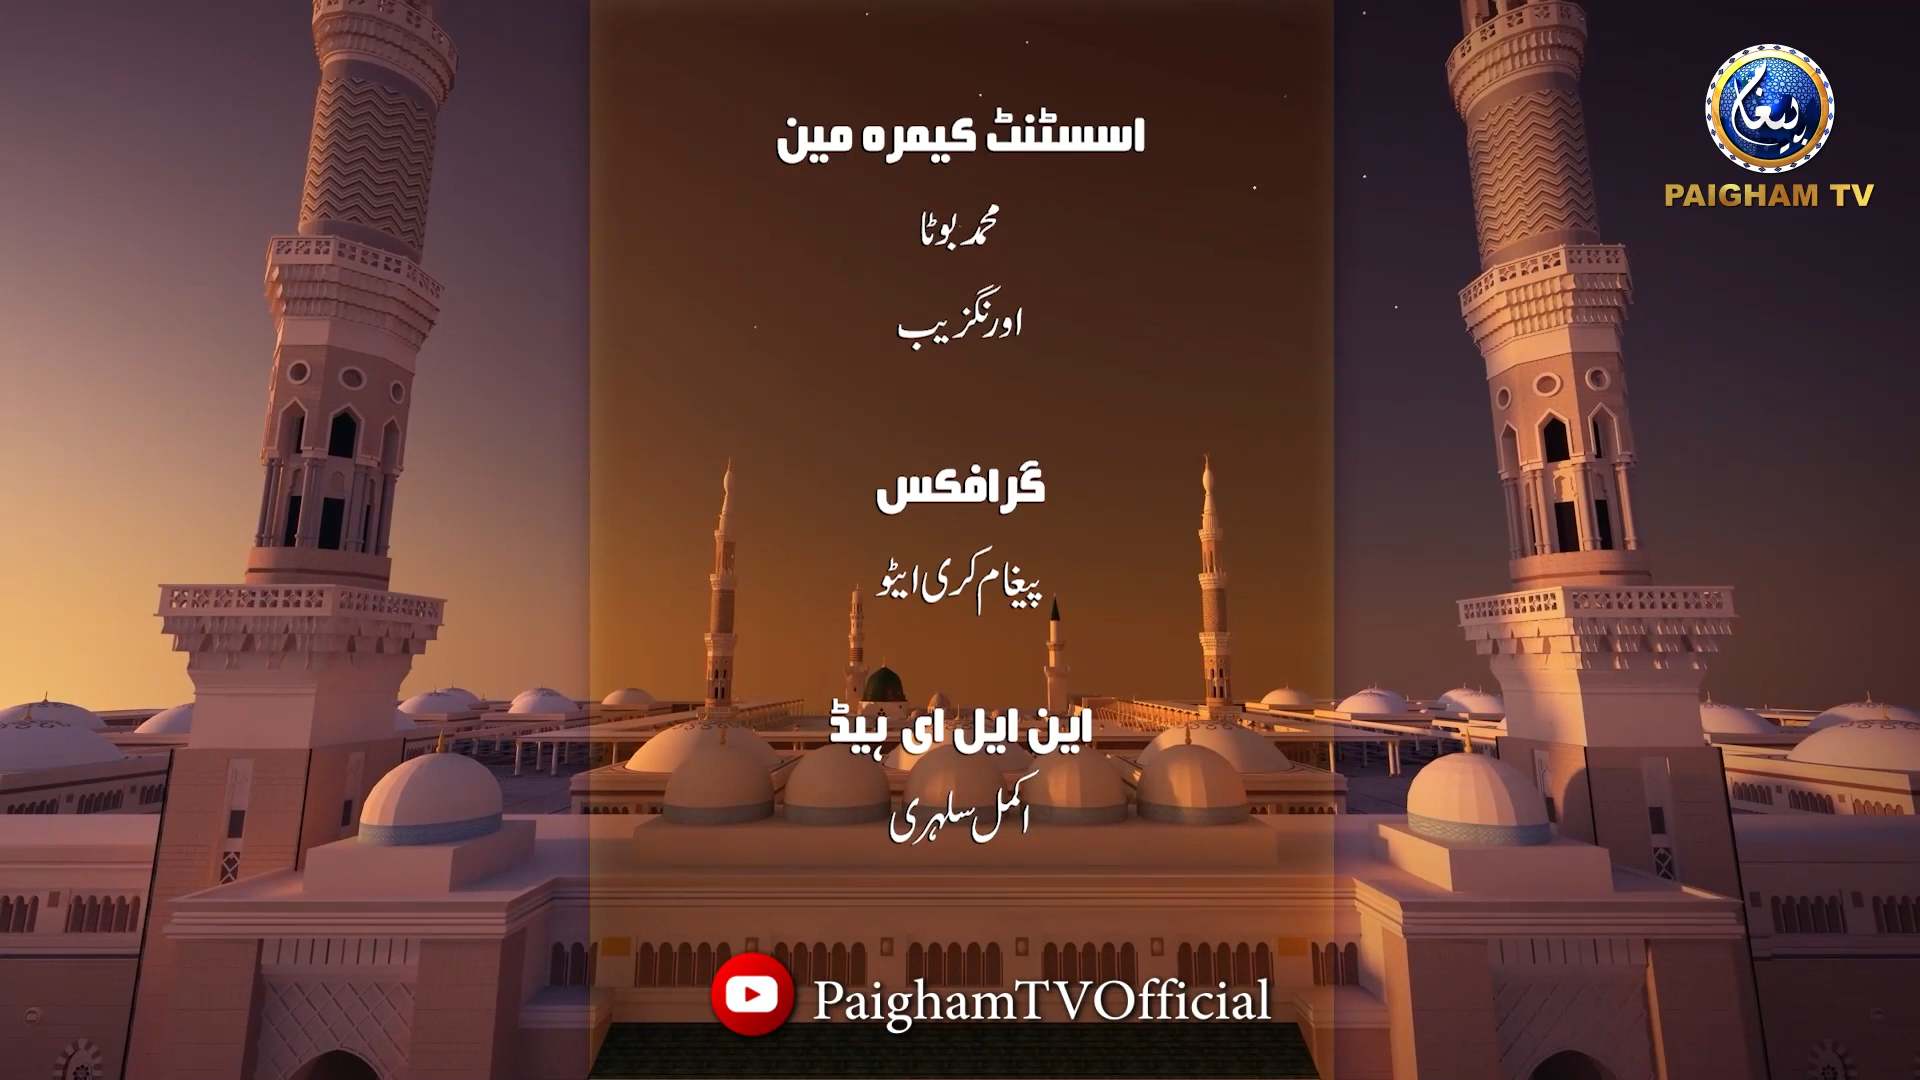 اسسٹنٹ کیمرہ مین
محمد بوٹا
اورنگزیب
گرافکس
پیغام کری ایٹو
این ایل ای ہیڈ
اکمل سلہری
پیغام
PAIGHAM TV
PaighamTVOfficial